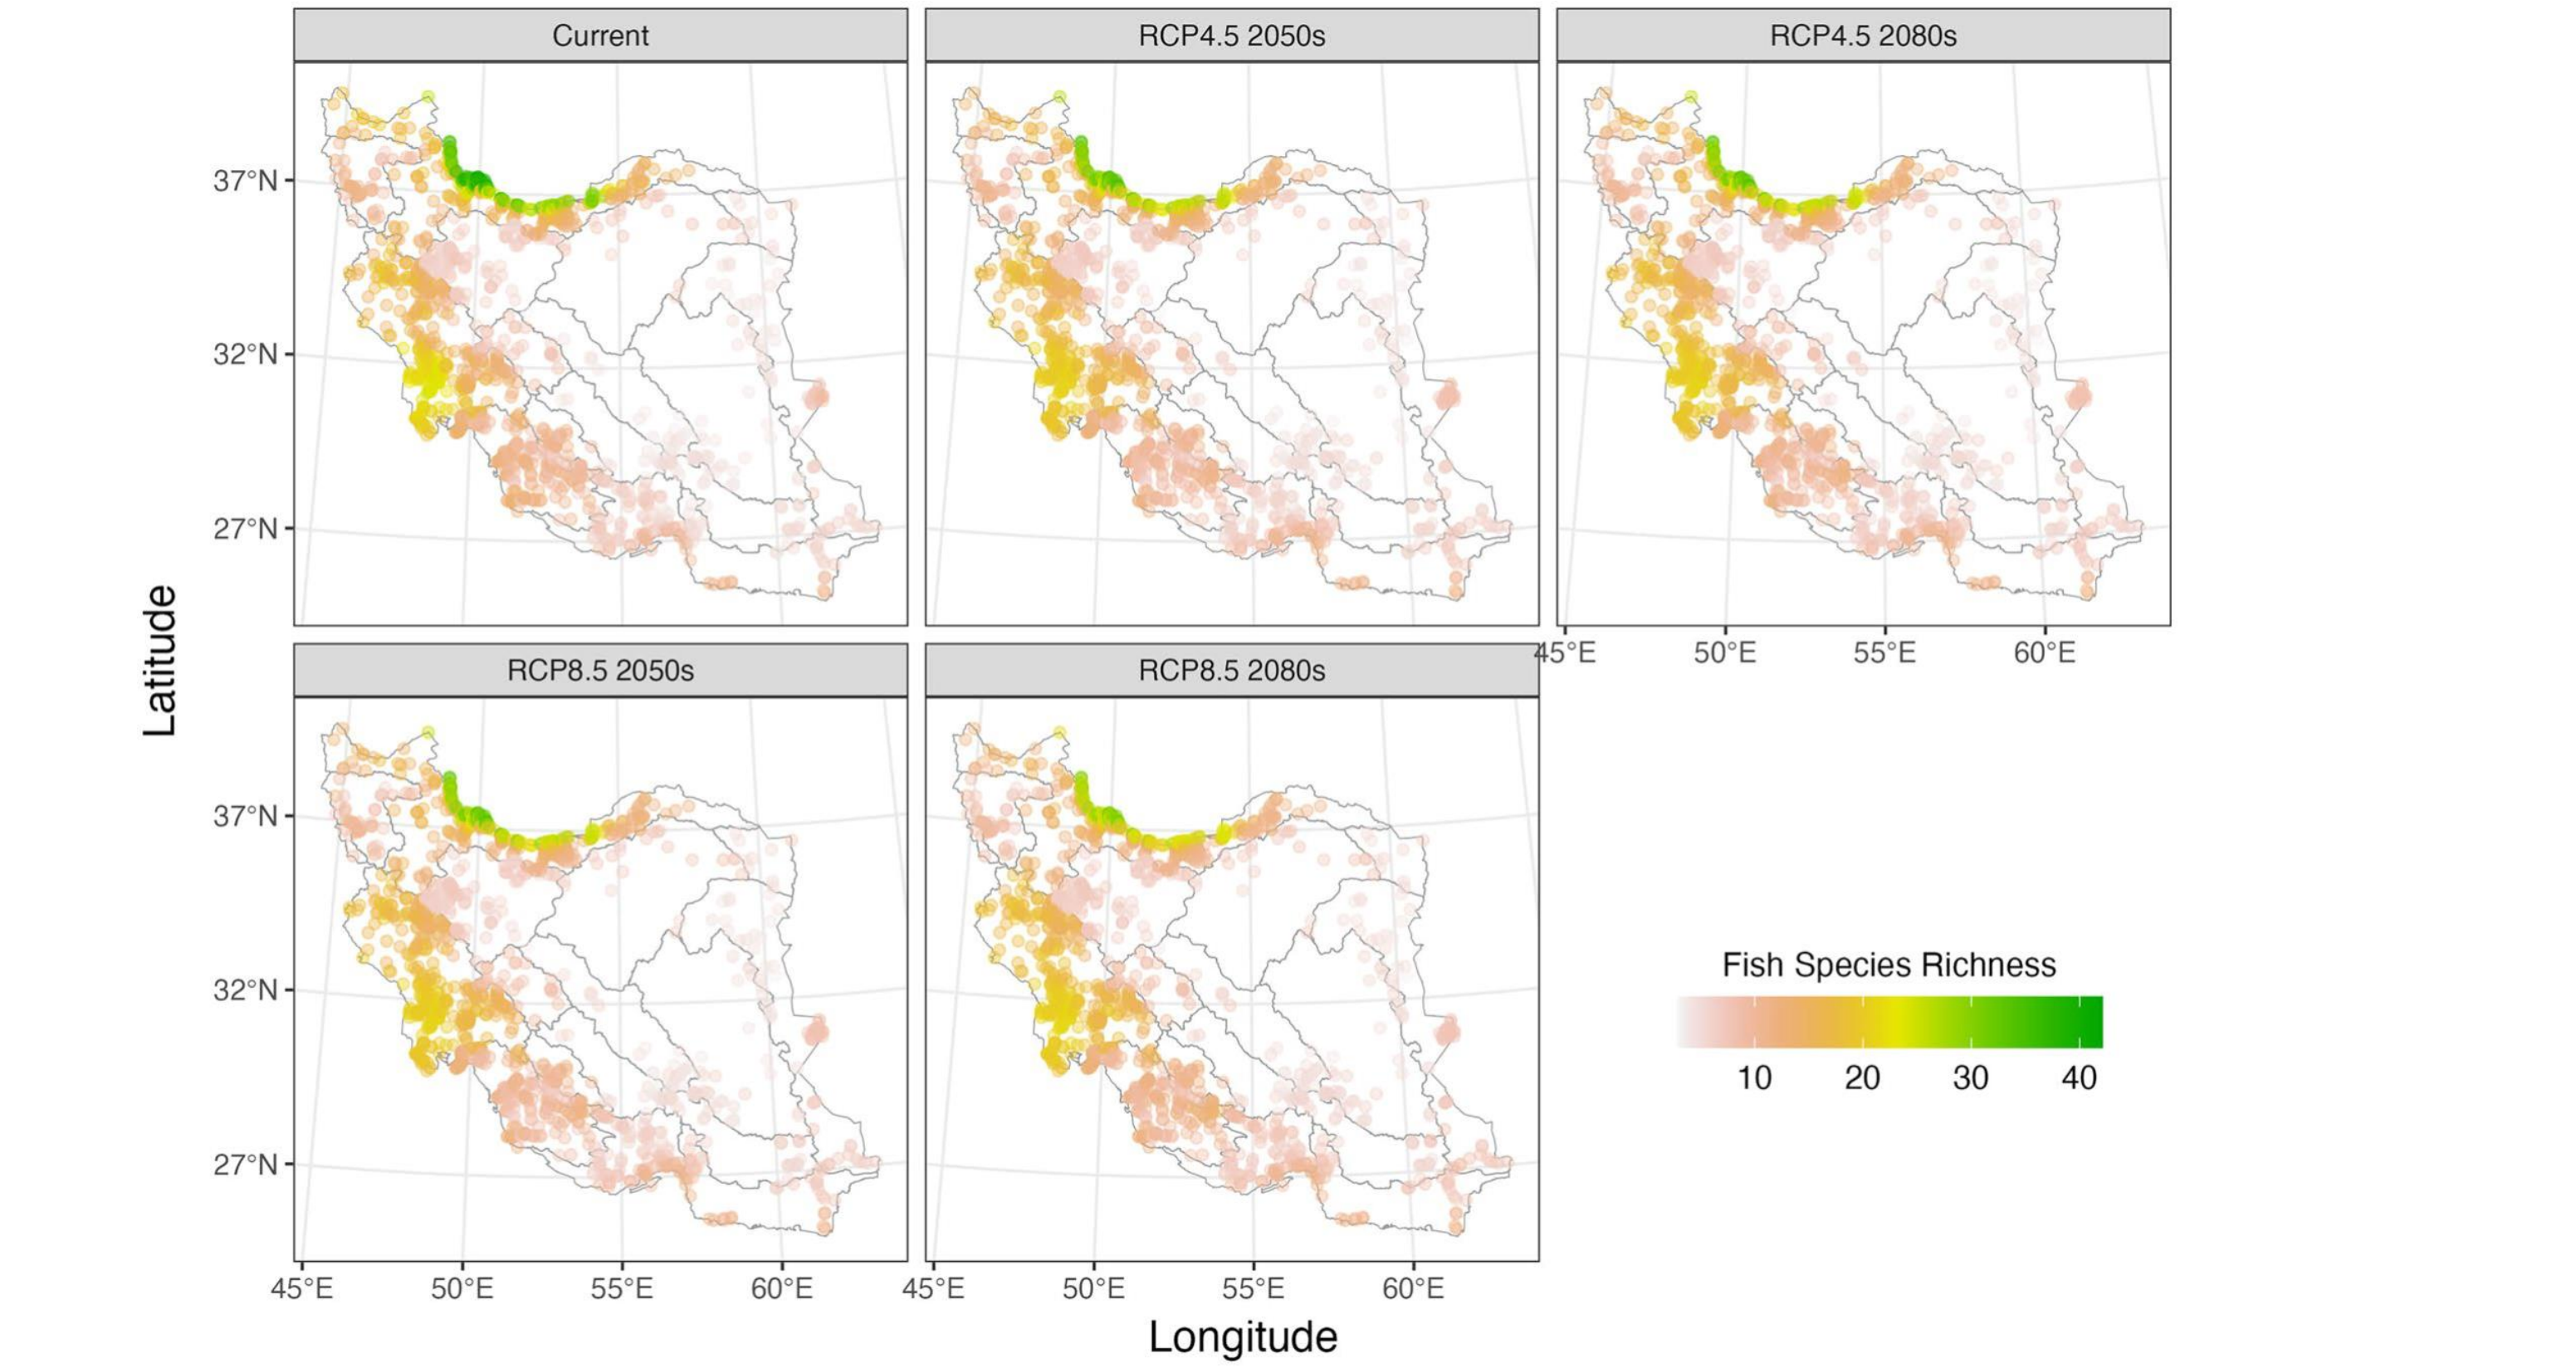 Current
RCP4.5 2050s
RCP4.5 2080s
37°N
32°N
27°N
45°E 50°E 55°E 60°E
RCP8.5 2050s
RCP8.5 2080s
37°N
32°N
27°N
45°E 50°E 55°E 60°E
45°E 50°E 55°E 60°E
Latitude
Longitude
Fish Species Richness
10 20 30 40